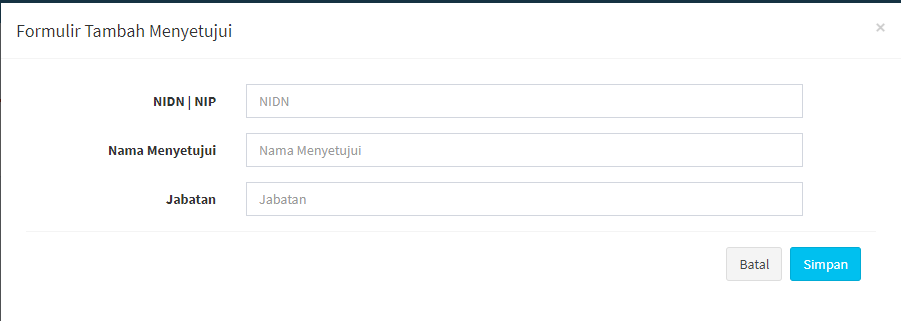 Formulir Tambah Menyetujui ×
NIDN | NIP NIDN
Nama Menyetujui Nama Menyetujui
Jabatan Jabatan
Batal Simpan